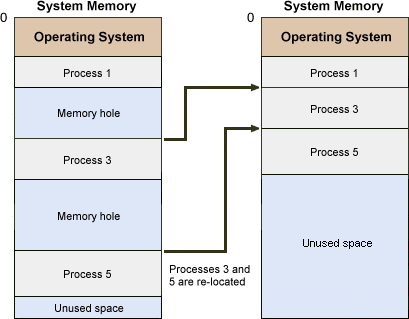 System Memory
0
Operating System
Process 1
Memory hole
Process 3
Memory hole
Process 5
Unused space
Processes 3 and
5 are re-located
System Memory
0
Operating System
Process 1
Process 3
Process 5
Unused space